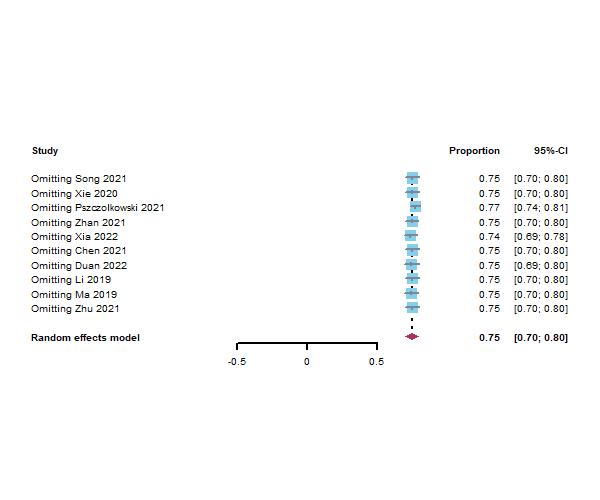 Study Proportion 95%-CI
Omitting Song 2021 0.75 [0.70; 0.80]
Omitting Xie 2020 0.75 [0.70; 0.80]
Omitting Pszczolkowski 2021 0.77 [0.74; 0.81]
Omitting Zhan 2021 0.75 [0.70; 0.80]
Omitting Xia 2022 0.74 [0.69; 0.78]
Omitting Chen 2021 0.75 [0.70; 0.80]
Omitting Duan 2022 0.75 [0.69; 0.80]
Omitting Li 2019 0.75 [0.70; 0.80]
Omitting Ma 2019 0.75 [0.70; 0.80]
Omitting Zhu 2021 0.75 [0.70; 0.80]
Random effects model 0.75 [0.70; 0.80]
-0.5 0 0.5